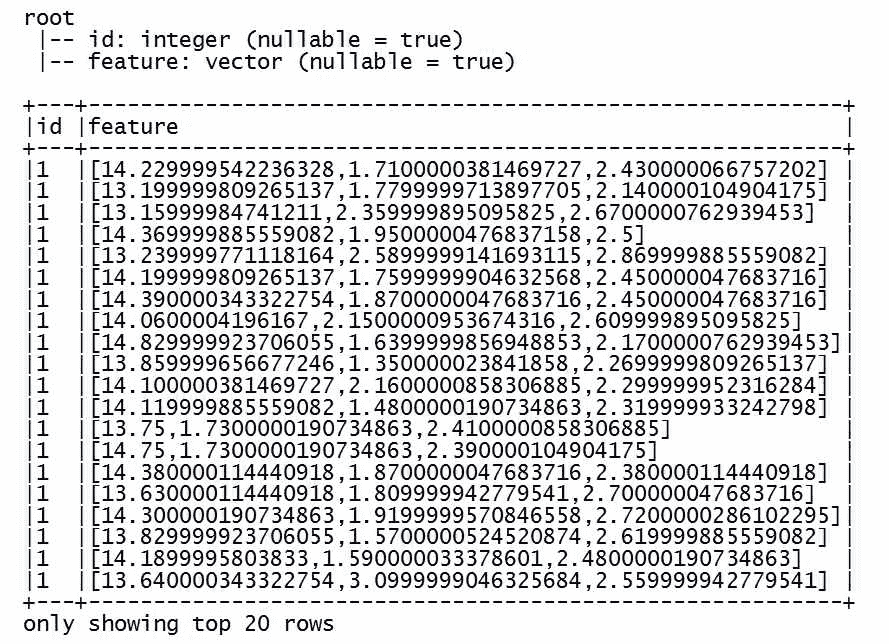 root
 |-- id: integer (nullable = true)
 |-- feature: vector (nullable = true)

+---+----------------------------------------------------------+
|id |feature                                                   |
+---+----------------------------------------------------------+
|1  |[14.229999542236328,1.7100000381469727,2.430000066757202] |
|1  |[13.199999809265137,1.7799999713897705,2.140000104904175] |
|1  |[13.15999984741211,2.359999895095825,2.6700000762939453]  |
|1  |[14.369999885559082,1.9500000476837158,2.5]               |
|1  |[13.239999771118164,2.5899999141693115,2.869999885559082] |
|1  |[14.199999809265137,1.7599999904632568,2.450000047683716] |
|1  |[14.390000343322754,1.8700000047683716,2.450000047683716] |
|1  |[14.0600004196167,2.1500000953674316,2.609999895095825]   |
|1  |[14.829999923706055,1.6399999856948853,2.1700000762939453]|
|1  |[13.859999656677246,1.350000023841858,2.2699999809265137] |
|1  |[14.100000381469727,2.1600000858306885,2.299999952316284] |
|1  |[14.119999885559082,1.4800000190734863,2.319999933242798] |
|1  |[13.75,1.7300000190734863,2.4100000858306885]             |
|1  |[14.75,1.7300000190734863,2.390000104904175]              |
|1  |[14.380000114440918,1.8700000047683716,2.380000114440918] |
|1  |[13.630000114440918,1.809999942779541,2.700000047683716]  |
|1  |[14.300000190734863,1.9199999570846558,2.7200000286102295]|
|1  |[13.829999923706055,1.5700000524520874,2.619999885559082] |
|1  |[14.1899995803833,1.590000033378601,2.4800000190734863]   |
|1  |[13.640000343322754,3.0999999046325684,2.559999942779541] |
+---+----------------------------------------------------------+
only showing top 20 rows